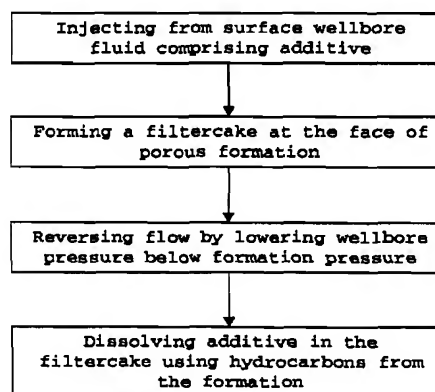 Injecting from surface wellbore
fluid comprising additive
Forming a filtercake at the face of
porous formation
Reversing flow by lowering wellbore
pressure below formation pressure
Dissolving additive in the
filtercake using hydrocarbons from
the formation